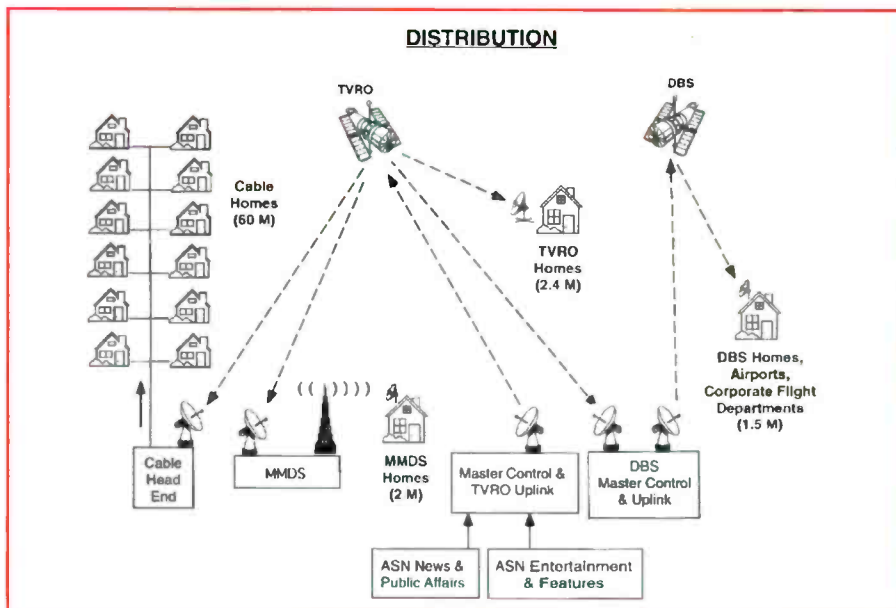 DISTRIBUTION
TVRO
DBS
Cable
Homes
(60 M)
TVRO
Homes
(2.4 M)
DBS Homes,
Airports,
Corporate Flight
Departments
(1.5 M)
MMDS
Homes
(2 M)
Cable
Head
End
MMDS
Master Control &
TVRO Uplink
DBS
Master Control
& Uplink
ASN News &
Public Affairs
ASN Entertainment
& Features